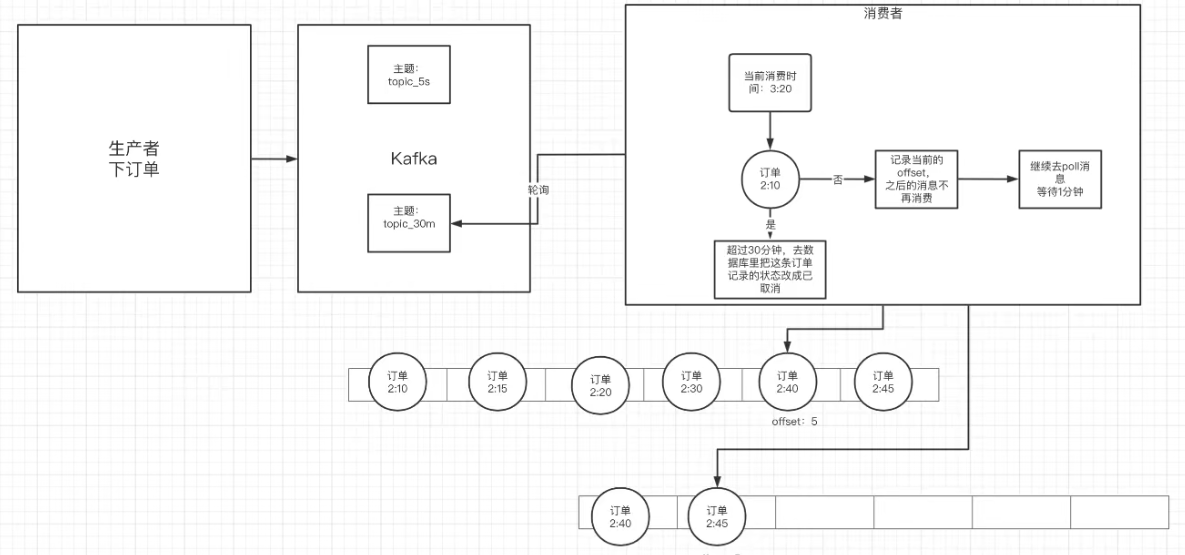 生产者
下订单
主题：
topic_5s
Kafka
主题：
topic_30m
轮询
消费者
当前消费时
间：3:20
订单
2:10
否
记录当前的
offset，
之后的消息不
再消费
继续去poll消
息
等待1分钟
是
超过30分钟，去数
据库里把这条订单
记录的状态改成已
取消
订单
2:10
订单
2:15
订单
2:20
订单
2:30
订单
2:40
订单
2:45
offset：5
订单
2:40
订单
2:45